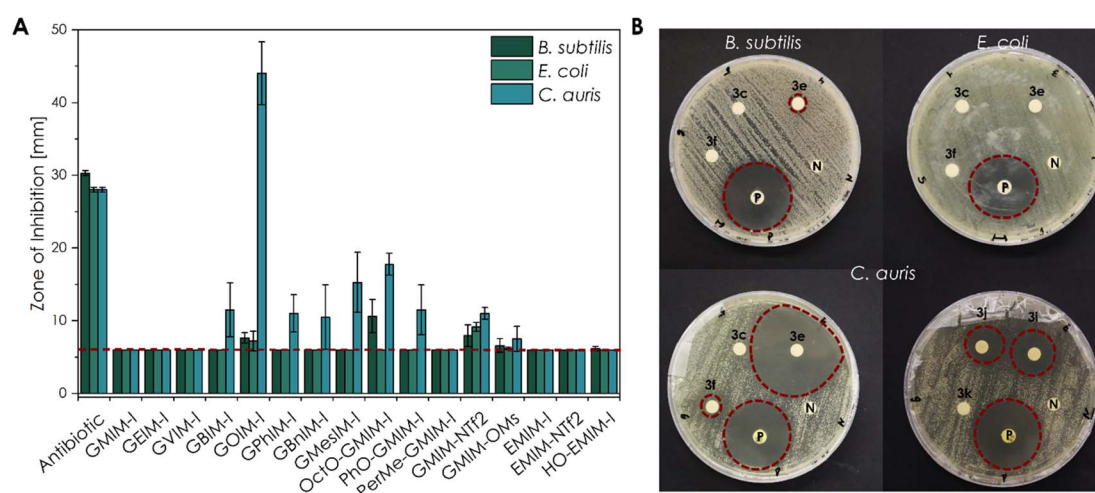 A
Zone of Inhibition [mm]
50
40
30
20
10
0
B. subtilis
E. coli
C. auris
Antibiotic
GMIM-I
GEIM-I
GVIM-I
GBIM-I
GOIM-I
GPhIM-I
GBnIM-I
GMesIM-I
OctO-GMIM-I
PhO-GMIM-I
PerMe-GMIM-I
GMIM-NTf2
GMIM-OMs
EMIM-I
EMIM-NTf2
HO-EMIM-I
B
B. subtilis
3c
3e
3f
N
P
E. coli
3c
3e
3f
N
P
C. auris
3c
3e
3f
N
P
3j
3j
3k
N
P